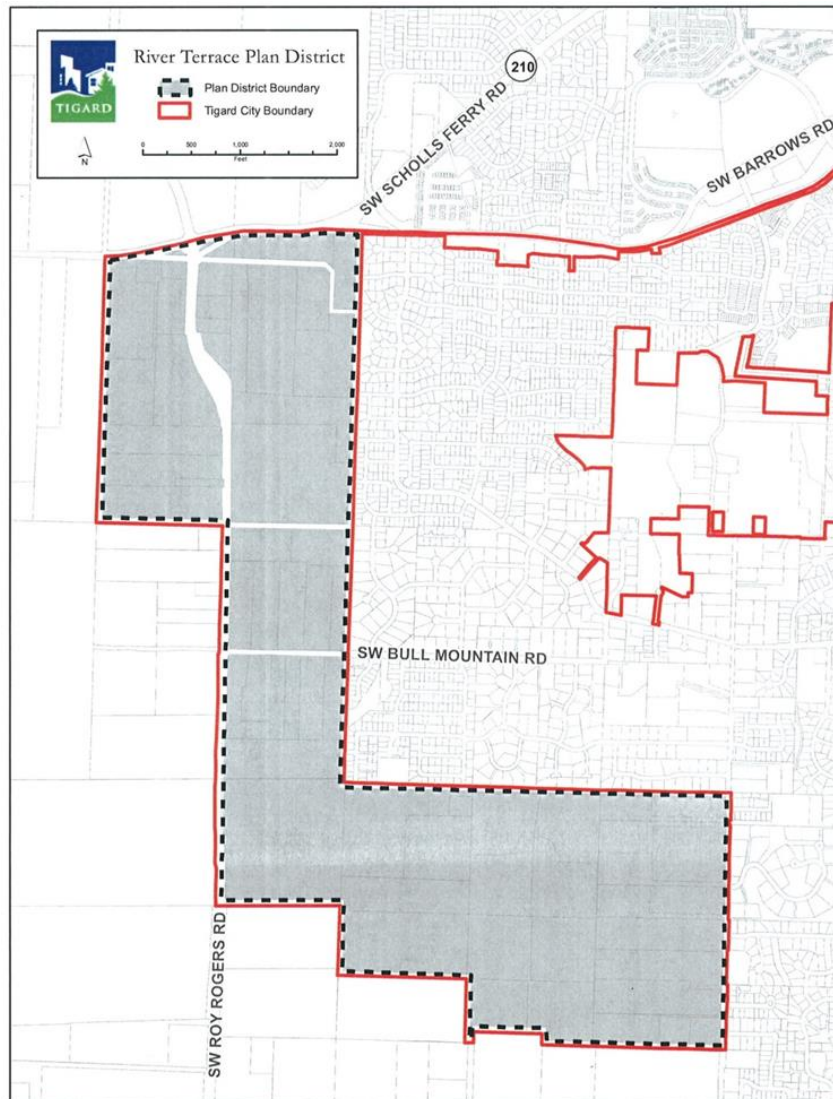 River Terrace Plan District
TIGARD
Plan District Boundary
Tigard City Boundary
N
0 500 1,000 2,000
Feet
210
SW SCHOLLS FERRY RD
SW BARROWS RD
SW BULL MOUNTAIN RD
SW ROY ROGERS RD